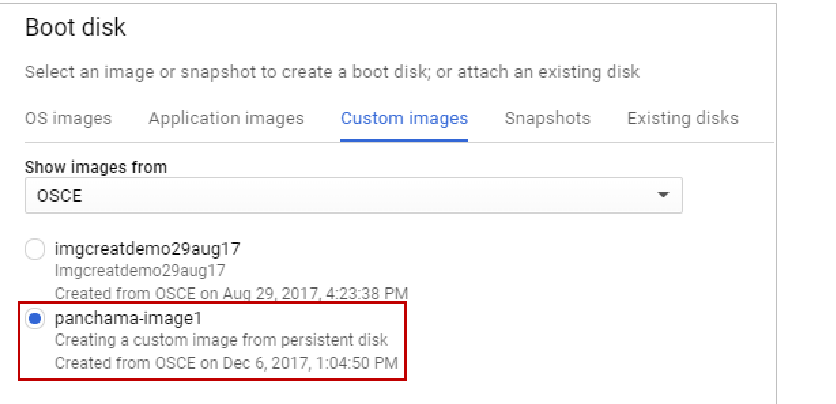 Boot disk
Select an image or snapshot to create a boot disk; or attach an existing disk
OS images Application images Custom images Snapshots Existing disks
Show images from
OSCE
imgcreatdemo29aug17
Imgcreatdemo29aug17
Created from OSCE on Aug 29, 2017, 4:23:38 PM
panchama-image1
Creating a custom image from persistent disk
Created from OSCE on Dec 6, 2017, 1:04:50 PM